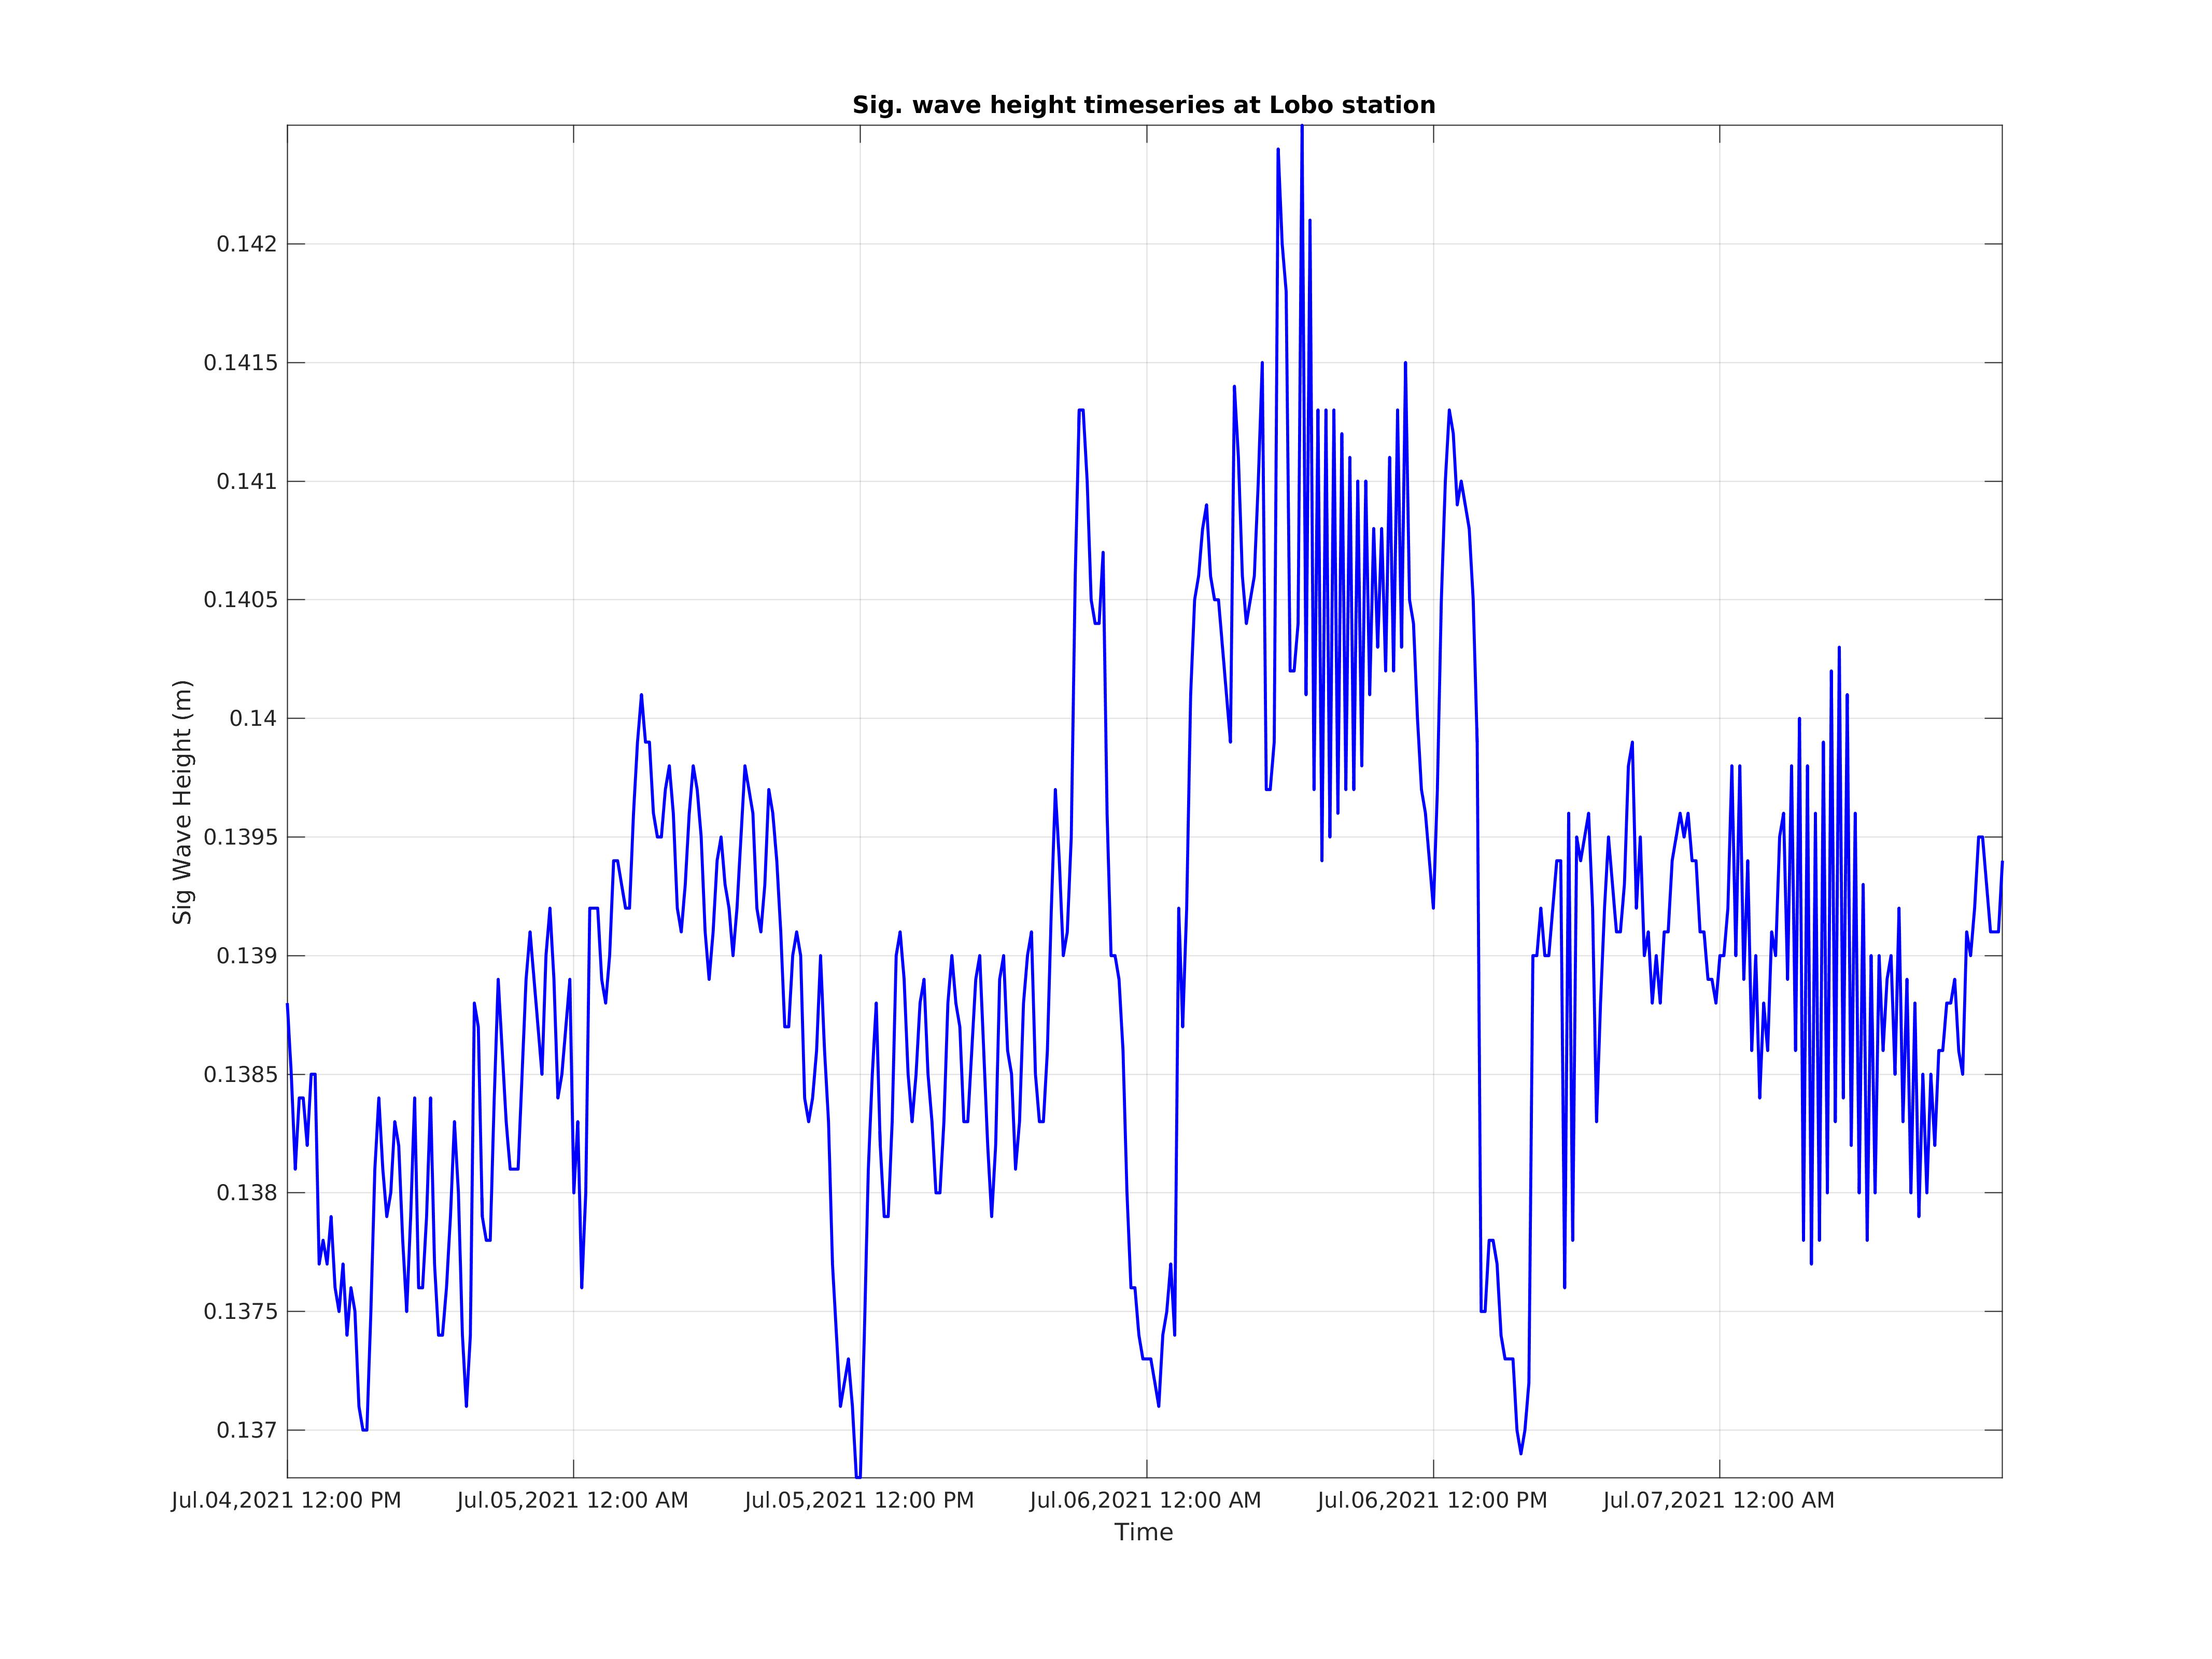 Sig. wave height timeseries at Lobo station
0.142
0.1415
0.141
0.1405
0.14
0.1395
0.139
0.1385
0.138
0.1375
0.137
Sig Wave Height (m)
Jul.04,2021 12:00 PM Jul.05,2021 12:00 AM Jul.05,2021 12:00 PM Jul.06,2021 12:00 AM Jul.06,2021 12:00 PM Jul.07,2021 12:00 AM
Time